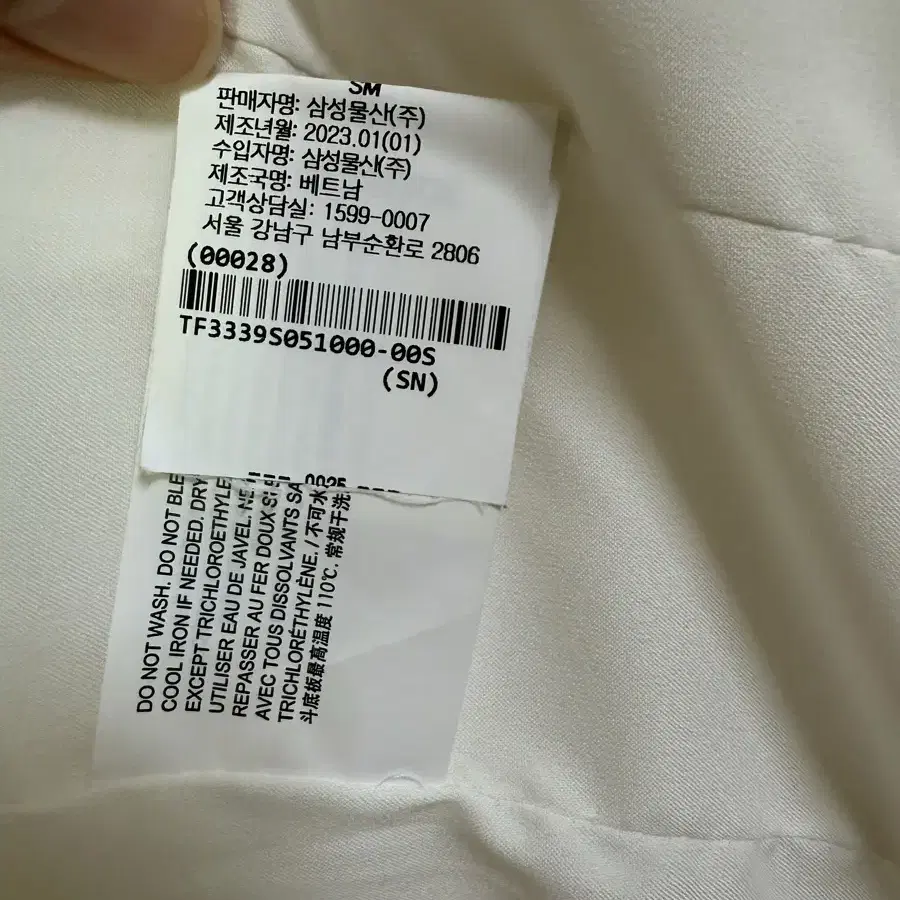 SM
판매자명: 삼성물산(주)
제조년월: 2023.01(01)
수입자명: 삼성물산(주)
제조국명: 베트남
고객상담실: 1599-0007
서울 강남구 남부순환로 2806
(00028)
TF3339S051000-00S
(SN)
DO NOT WASH. DO NOT BLE
COOL IRON IF NEEDED. DRY
EXCEPT TRICHLOROETHYLE
UTILISER EAU DE JAVEL. NE
REPASSER AU FER DOUX SI
AVEC TOUS DISSOLVANTS SA
TRICHLORÉTHYLÈNE. / 不可水
斗底板最高温度 110℃. 常规干洗